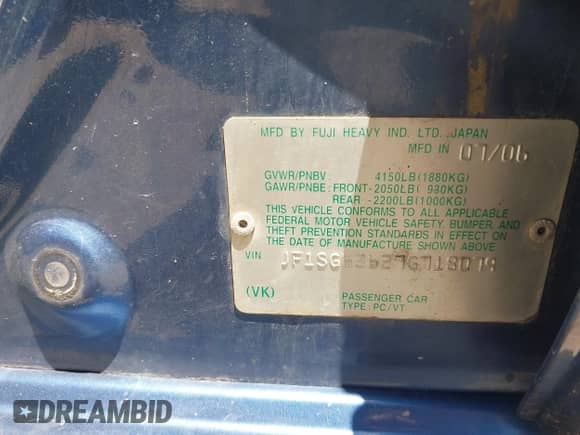 MFD BY FUJI HEAVY IND. LTD., JAPAN
MFD IN 07/06
GVWR/PNBV : 4150LB(1880KG)
GAWR/PNBE: FRONT-2050LB( 930KG)
REAR -2200LB(1000KG)
THIS VEHICLE CONFORMS TO ALL APPLICABLE
FEDERAL MOTOR VEHICLE SAFETY, BUMPER, AND
THEFT PREVENTION STANDARDS IN EFFECT ON
THE DATE OF MANUFACTURE SHOWN ABOVE.
VIN
(VK) PASSENGER CAR
TYPE: PC/VT
DREAMBID